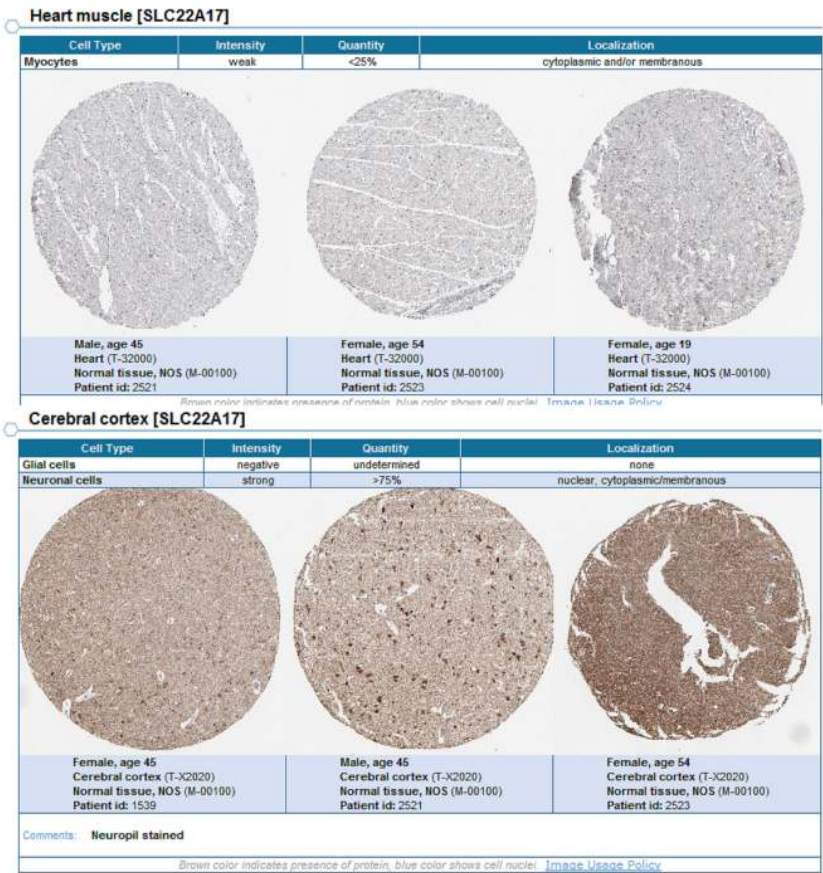 Heart muscle [SLC22A17]
Cell Type Intensity Quantity Localization
Myocytes weak <25% cytoplasmic and/or membranous
Male, age 45 Female, age 54 Female, age 19
Heart (T-32000) Heart (T-32000) Heart (T-32000)
Normal tissue, NOS (M-00100) Normal tissue, NOS (M-00100) Normal tissue, NOS (M-00100)
Patient id: 2521 Patient id: 2523 Patient id: 2524
Brown color indicates presence of protein, blue color shows cell nuclei. Image Usage Policy
Cerebral cortex [SLC22A17]
Cell Type Intensity Quantity Localization
Glial cells negative undetermined none
Neuronal cells strong >75% nuclear, cytoplasmic/membranous
Female, age 45 Male, age 45 Female, age 54
Cerebral cortex (T-X2020) Cerebral cortex (T-X2020) Cerebral cortex (T-X2020)
Normal tissue, NOS (M-00100) Normal tissue, NOS (M-00100) Normal tissue, NOS (M-00100)
Patient id: 1539 Patient id: 2521 Patient id: 2523
Comments: Neuropil stained
Brown color indicates presence of protein, blue color shows cell nuclei. Image Usage Policy